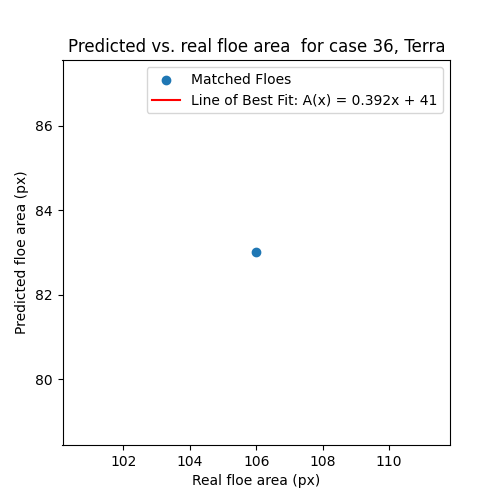 Predicted vs. real floe area  for case 36, Terra
Matched Floes
Line of Best Fit: A(x) = 0.392x + 41
86
84
82
80
Predicted floe area (px)
102 104 106 108 110
Real floe area (px)